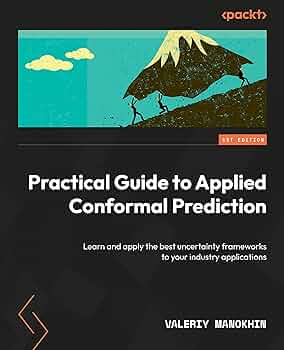 <packt>
1ST EDITION
Practical Guide to Applied
Conformal Prediction
Learn and apply the best uncertainty frameworks
to your industry applications
VALERIY MANOKHIN